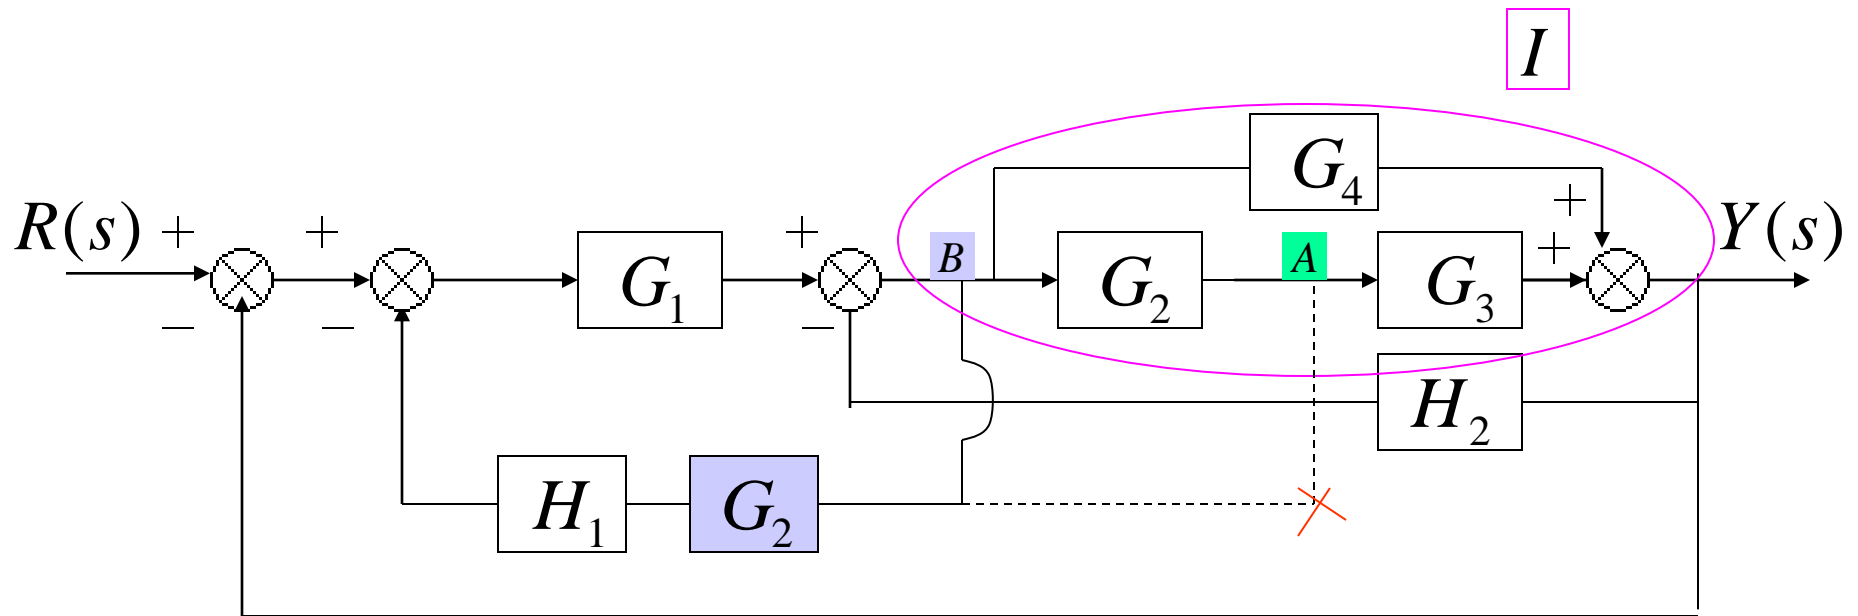 I
G₄
R(s) + + + B G₁ G₂ A G₃ + + Y(s)
− − −
H₂
H₁ G₂